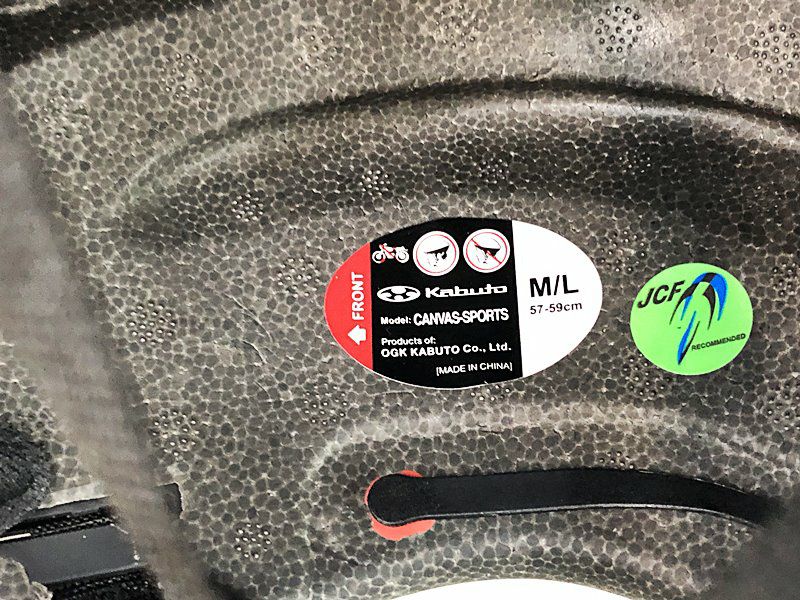 FRONT
Kabuto
Model: CANVAS-SPORTS
Products of:
OGK KABUTO Co., Ltd.
[MADE IN CHINA]
M/L
57-59cm
JCF
RECOMMENDED